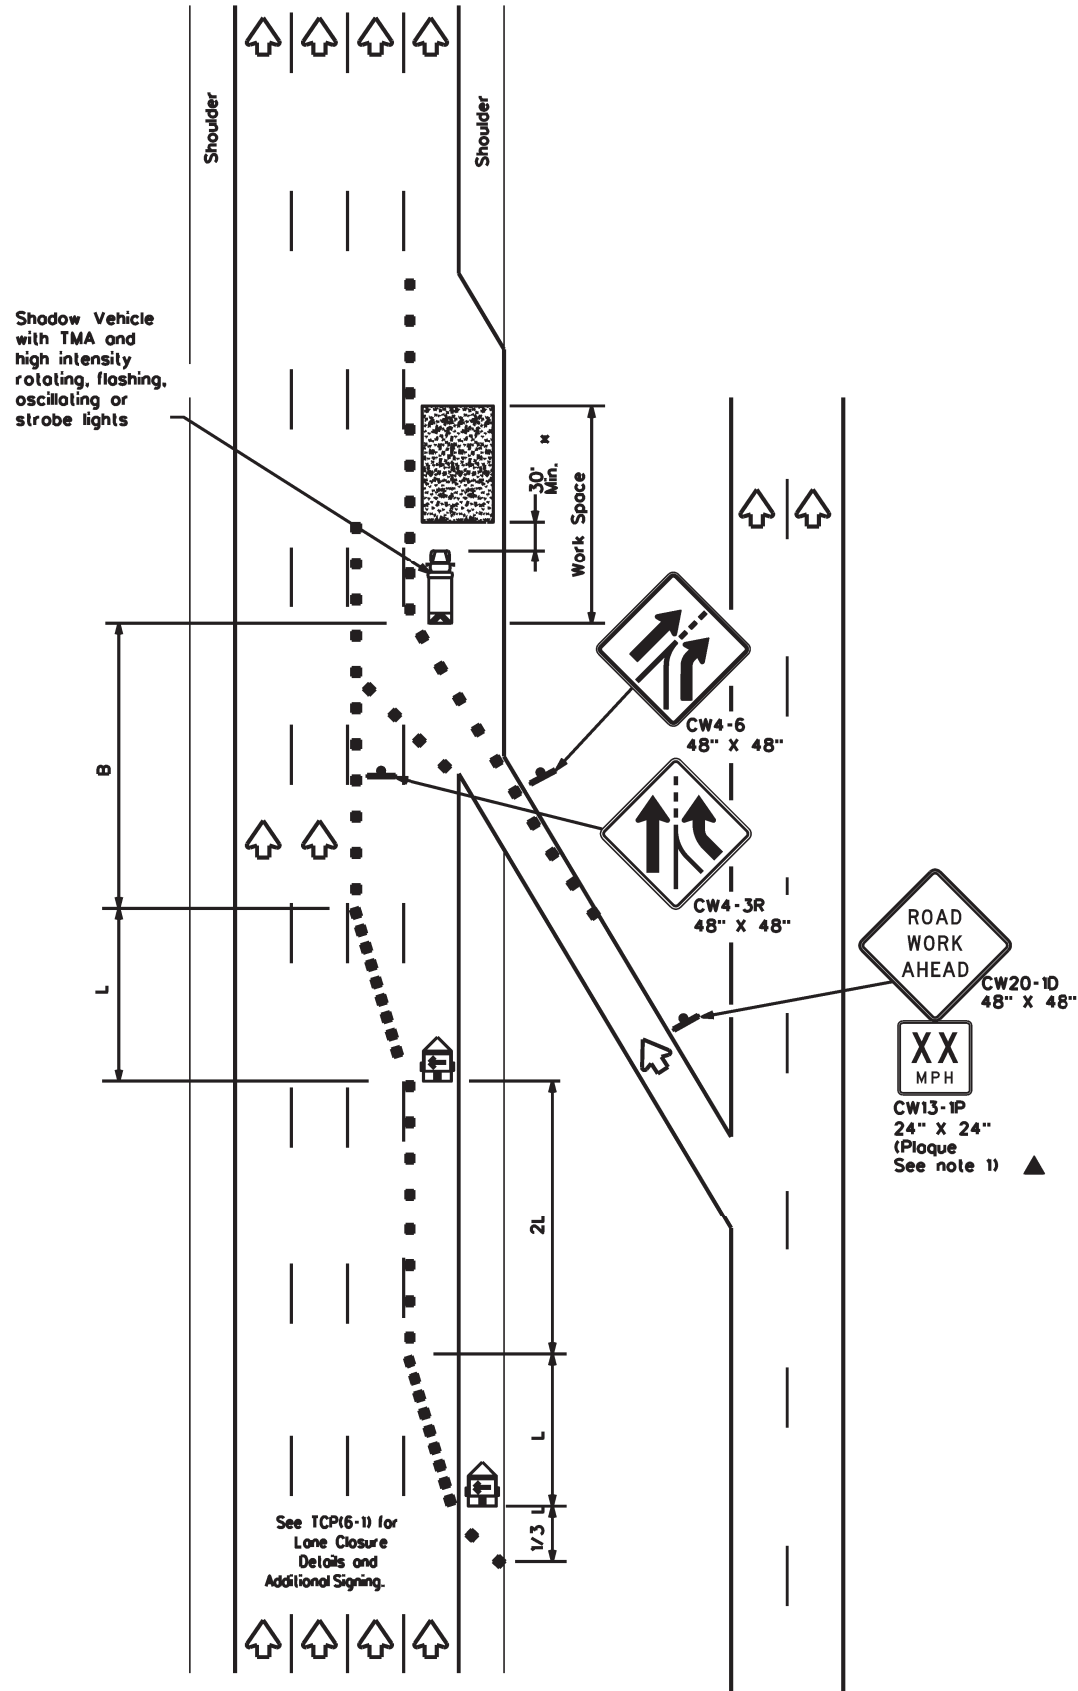 Shoulder
Shoulder
Shadow Vehicle
with TMA and
high intensity
rotating, flashing,
oscillating or
strobe lights
30'
Min.
x
Work Space
CW4-6
48" X 48"
B
CW4-3R
48" X 48"
ROAD
WORK
AHEAD
CW20-1D
48" X 48"
L
XX
MPH
CW13-1P
24" X 24"
(Plaque
See note 1)
2L
L
1/3 L
See TCP(6-1) for
Lane Closure
Details and
Additional Signing.